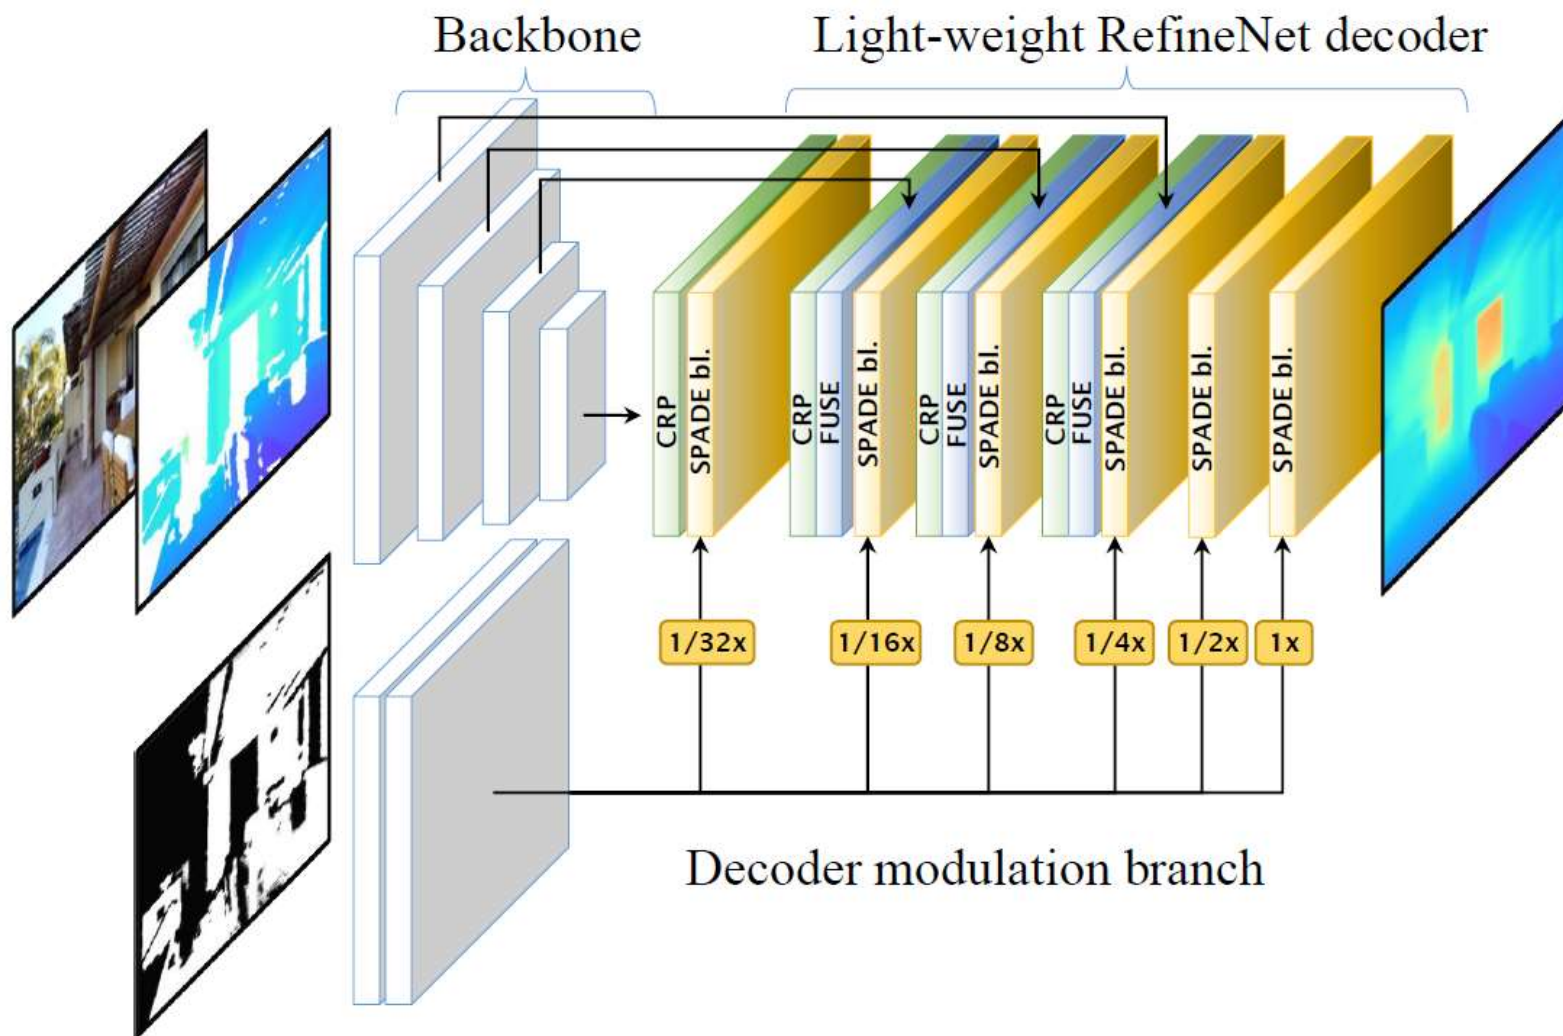 Backbone
Light-weight RefineNet decoder
CRP
SPADE bl.
CRP
FUSE
SPADE bl.
CRP
FUSE
SPADE bl.
CRP
FUSE
SPADE bl.
SPADE bl.
SPADE bl.
1/32x
1/16x
1/8x
1/4x
1/2x
1x
Decoder modulation branch